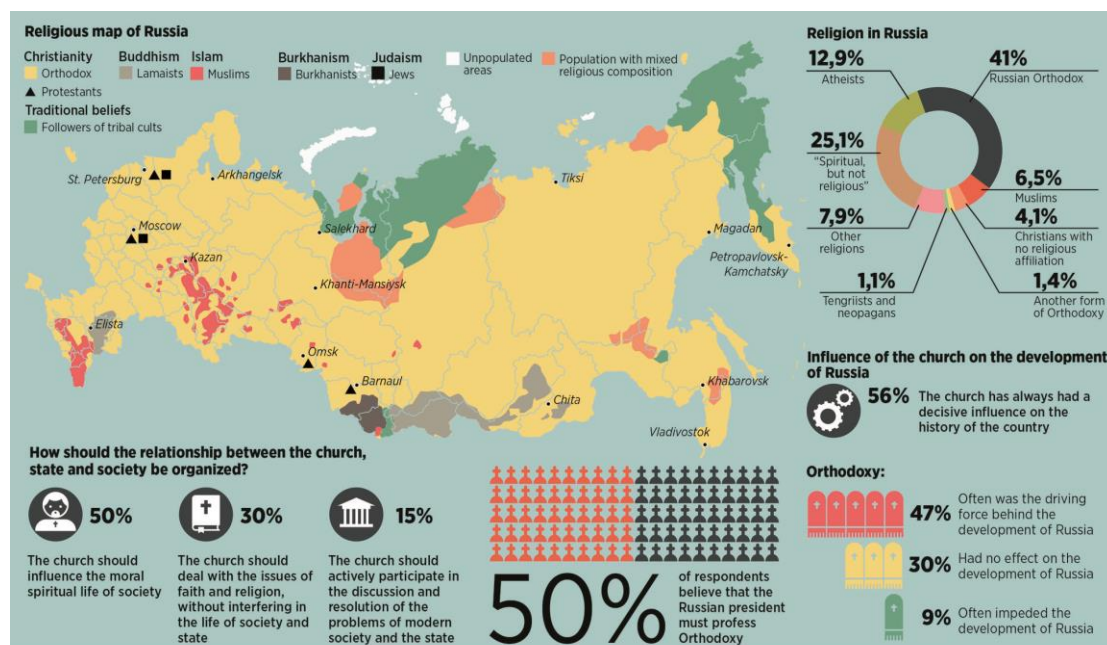 Religious map of Russia
Christianity
Orthodox
Protestants
Traditional beliefs
Followers of tribal cults
Buddhism
Lamaists
Islam
Muslims
Burkhanism
Burkhanists
Judaism
Jews
Unpopulated
areas
Population with mixed
religious composition
St. Petersburg
Arkhangelsk
Moscow
Kazan
Elista
Salekhard
Khanti-Mansiysk
Omsk
Barnaul
Tiksi
Magadan
Petropavlovsk-
Kamchatsky
Chita
Khabarovsk
Vladivostok
Religion in Russia
12,9%
Atheists
41%
Russian Orthodox
25,1%
"Spiritual,
but not
religious"
6,5%
Muslims
7,9%
Other
religions
4,1%
Christians with
no religious
affiliation
1,1%
Tengriists and
neopagans
1,4%
Another form
of Orthodoxy
Influence of the church on the development
of Russia
56%
The church has always had a
decisive influence on the
history of the country
Orthodoxy:
47%
Often was the driving
force behind the
development of Russia
30%
Had no effect on the
development of Russia
9%
Often impeded the
development of Russia
How should the relationship between the church,
state and society be organized?
50%
The church should
influence the moral
spiritual life of society
30%
The church should
deal with the issues of
faith and religion,
without interfering in
the life of society and
state
15%
The church should
actively participate in
the discussion and
resolution of the
problems of modern
society and the state
50%
of respondents
believe that the
Russian president
must profess
Orthodoxy